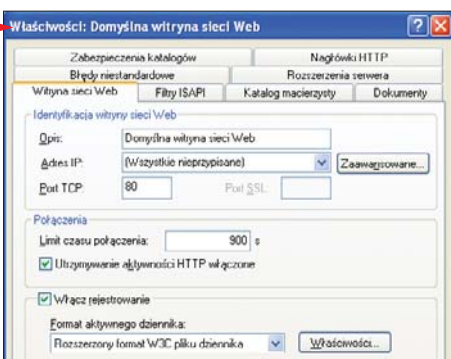 Właściwości: Domyślna witryna sieci Web
Zabezpieczenia katalogów Nagłówki HTTP
Błędy niestandardowe Rozszerzenia serwera
Witryna sieci Web Filtry ISAPI Katalog macierzysty Dokumenty
Identyfikacja witryny sieci Web
Opis: Domyślna witryna sieci Web
Adres IP: (Wszystkie nieprzypisane) Zaawansowane...
Port TCP: 80 Port SSL:
Połączenia
Limit czasu połączenia: 900 s
Utrzymywanie aktywności HTTP włączone
Włącz rejestrowanie
Format aktywnego dziennika:
Rozszerzony format W3C pliku dziennika Właściwości...